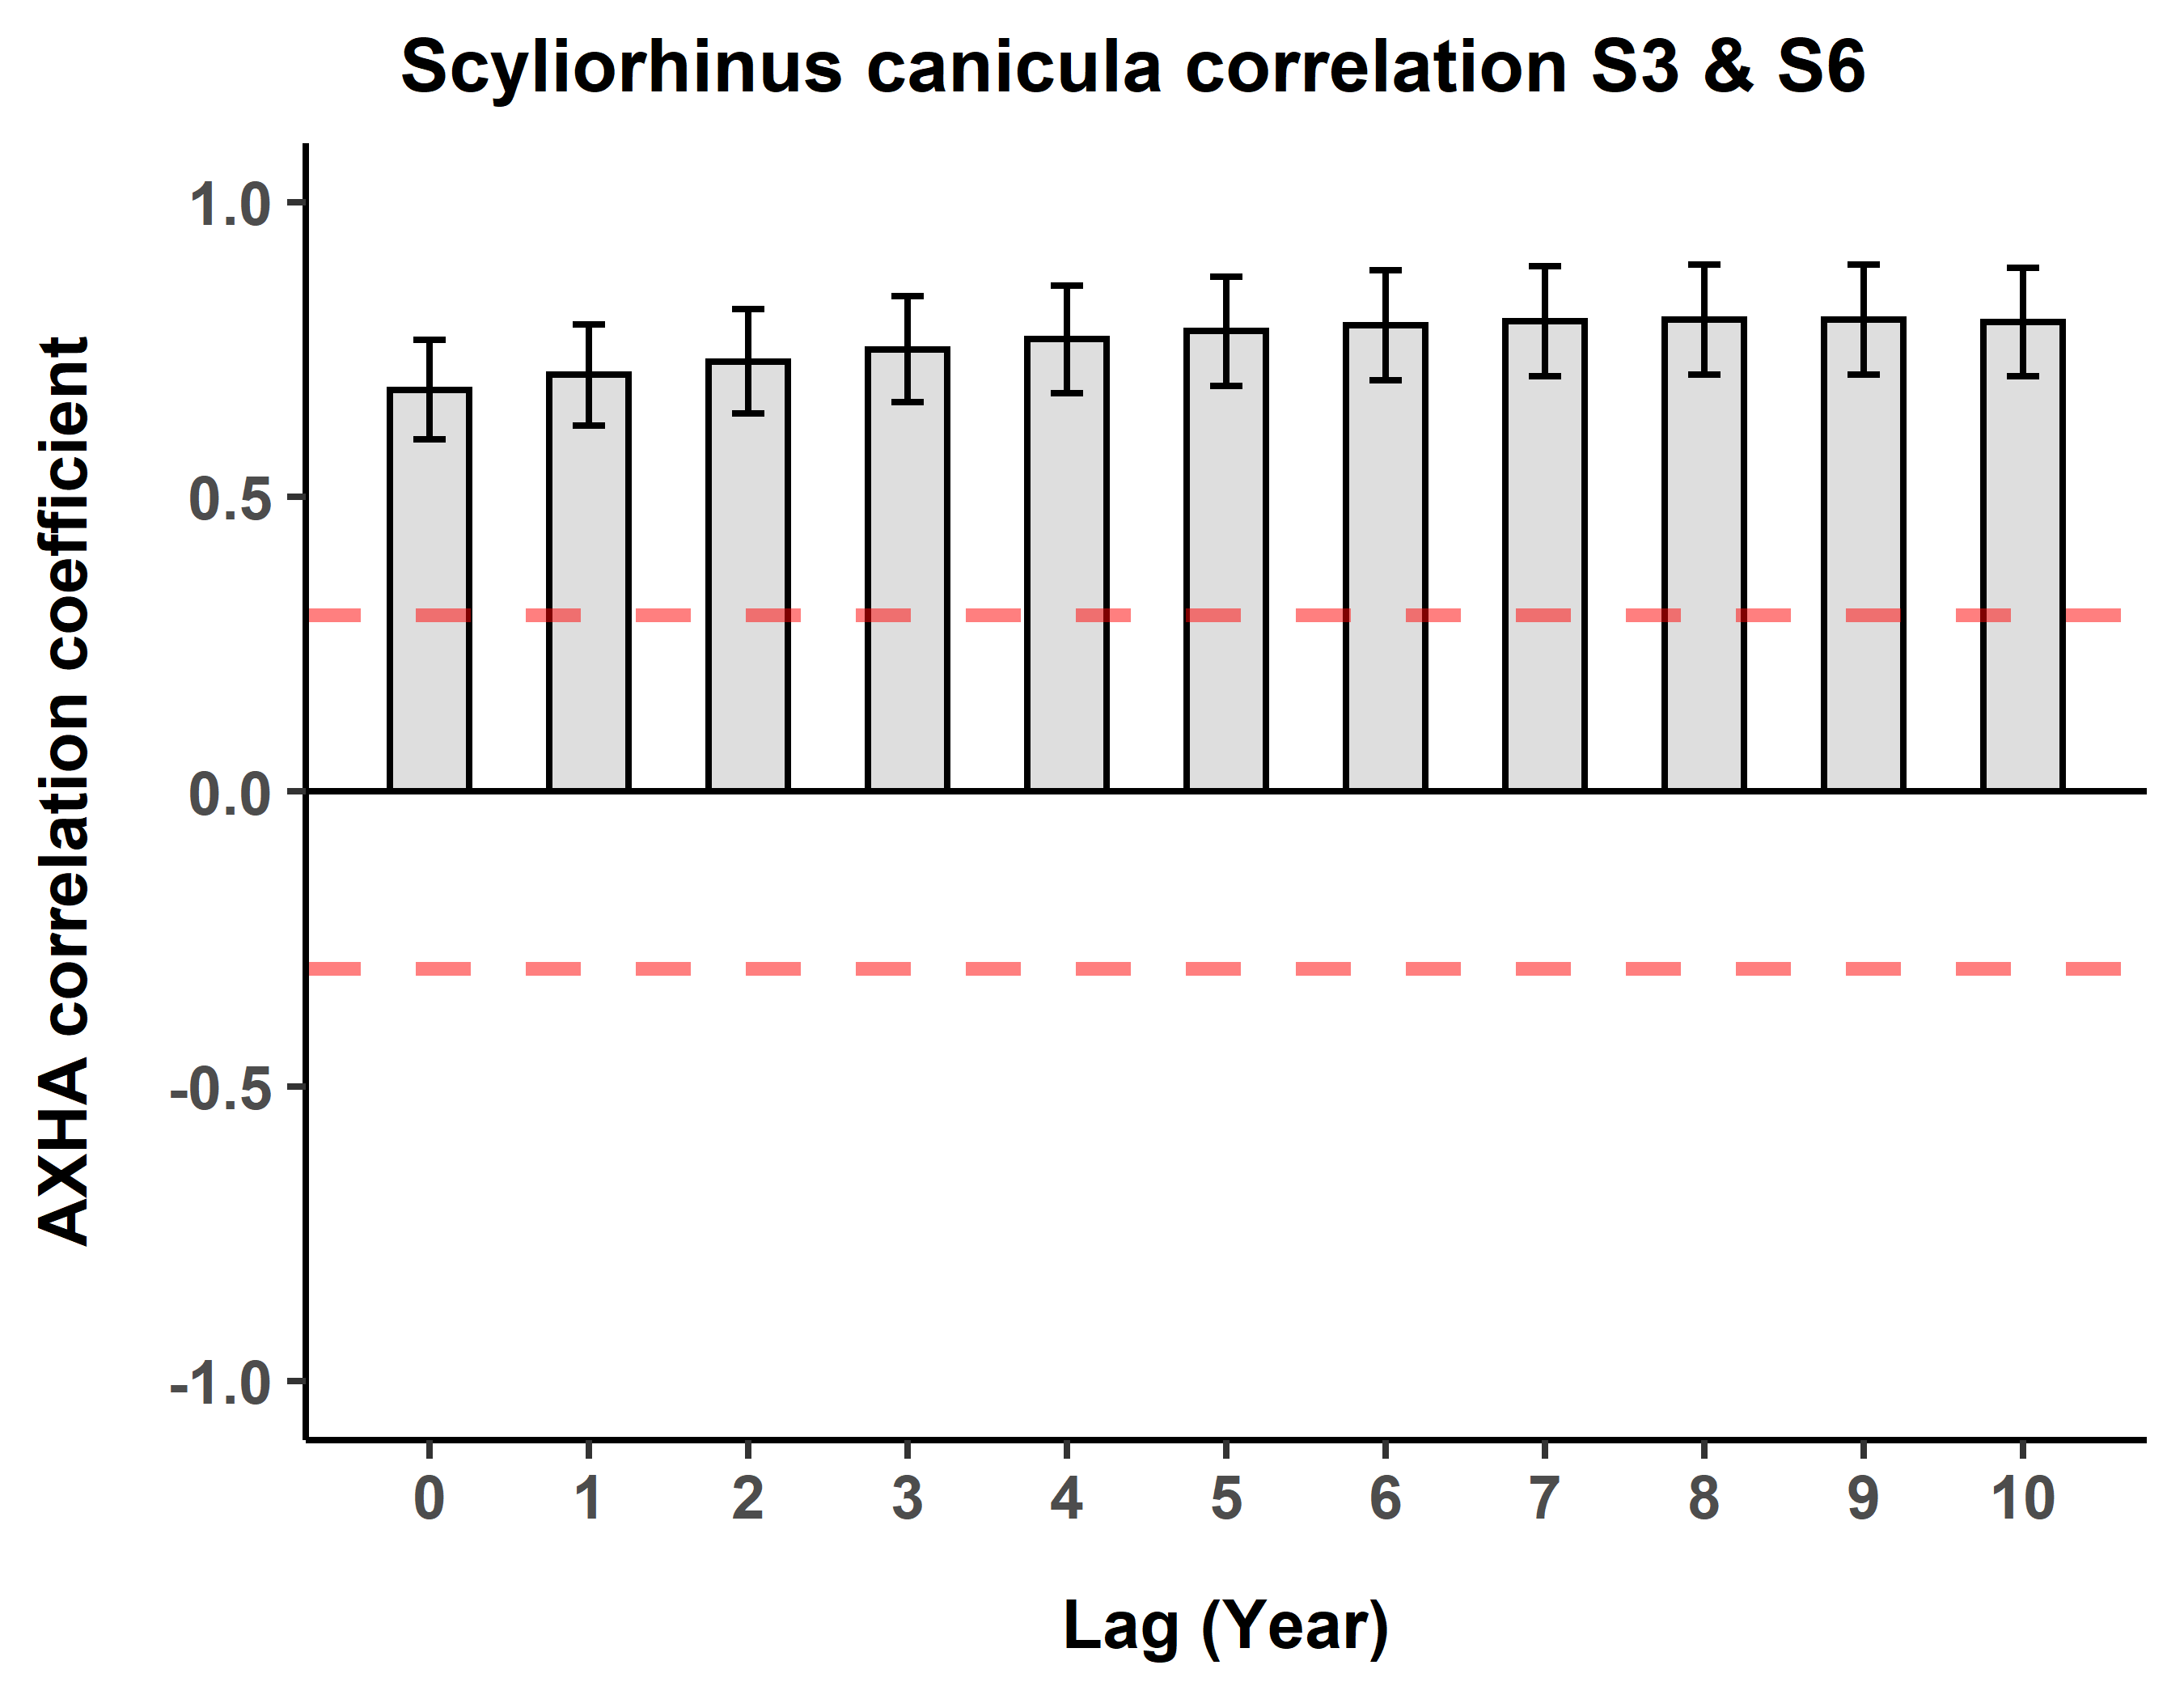 Scyliorhinus canicula correlation S3 & S6
AXHA correlation coefficient
1.0
0.5
0.0
-0.5
-1.0
0 1 2 3 4 5 6 7 8 9 10
Lag (Year)